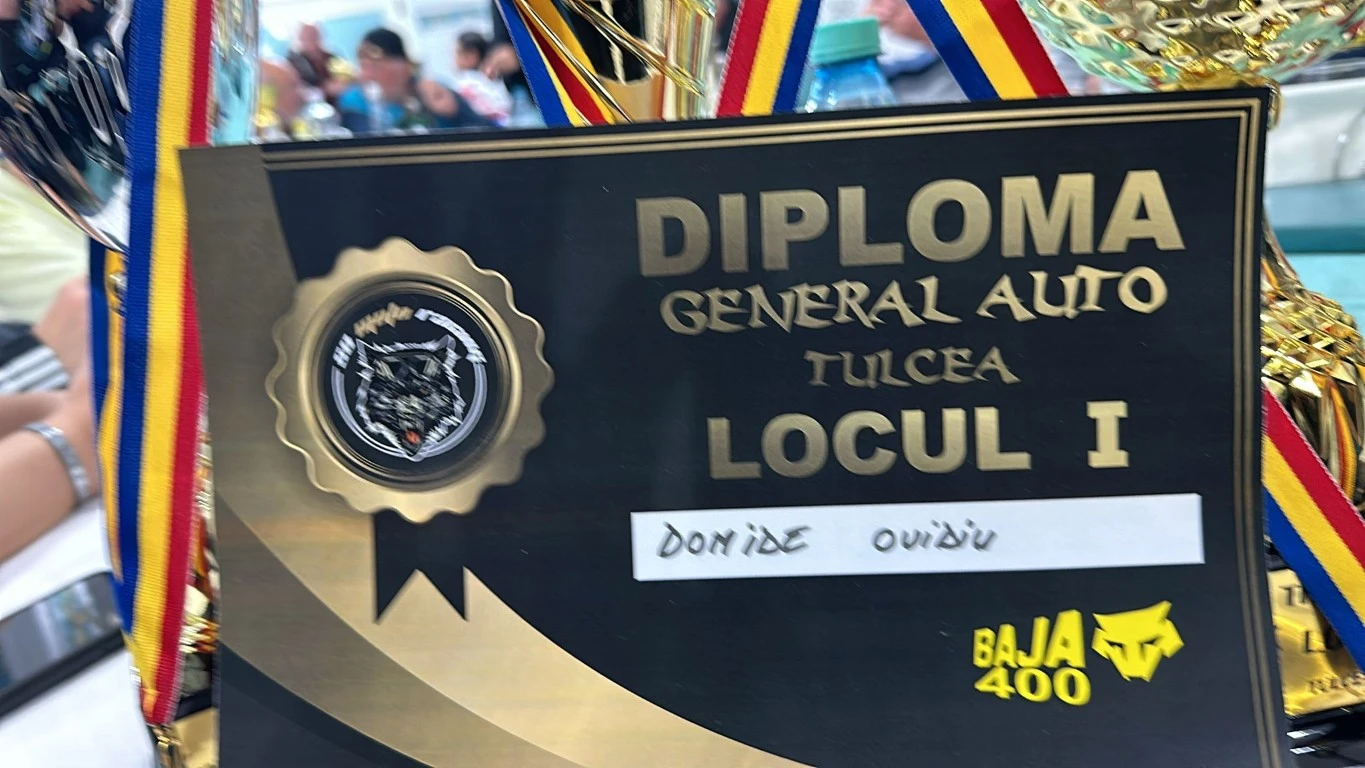 DIPLOMA
GENERAL AUTO
TULCEA
LOCUL I
DOMIDE OVIDIU
BAJA
400